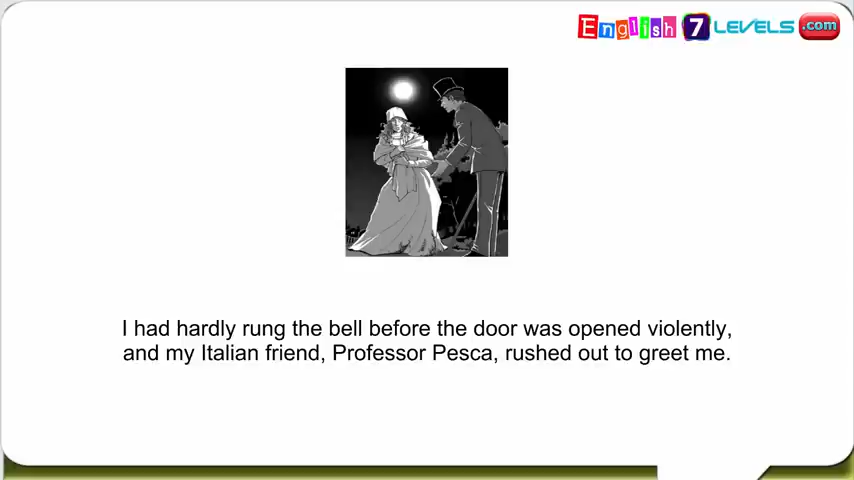 English 7 LEVELS .com
I had hardly rung the bell before the door was opened violently,
and my Italian friend, Professor Pesca, rushed out to greet me.